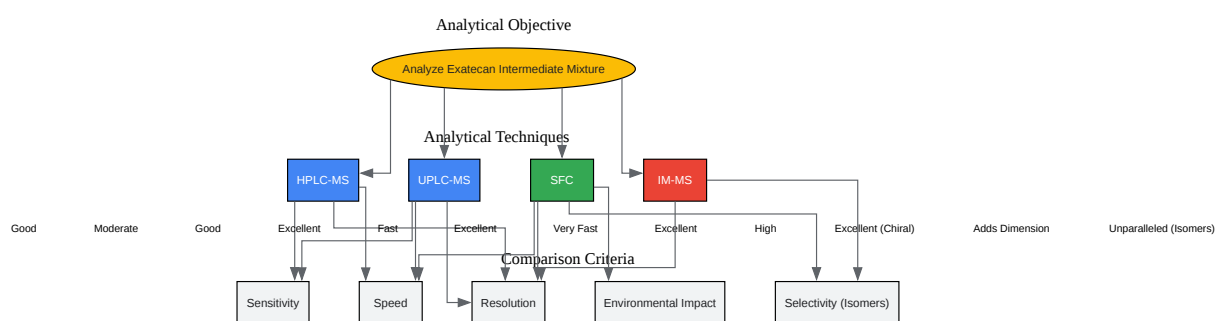 Analytical Objective
Analyze Exatecan Intermediate Mixture
Analytical Techniques
HPLC-MS
UPLC-MS
SFC
IM-MS
Good
Moderate
Good
Excellent
Fast
Excellent
Very Fast
Excellent
High
Excellent (Chiral)
Adds Dimension
Unparalleled (Isomers)
Comparison Criteria
Sensitivity
Speed
Resolution
Environmental Impact
Selectivity (Isomers)